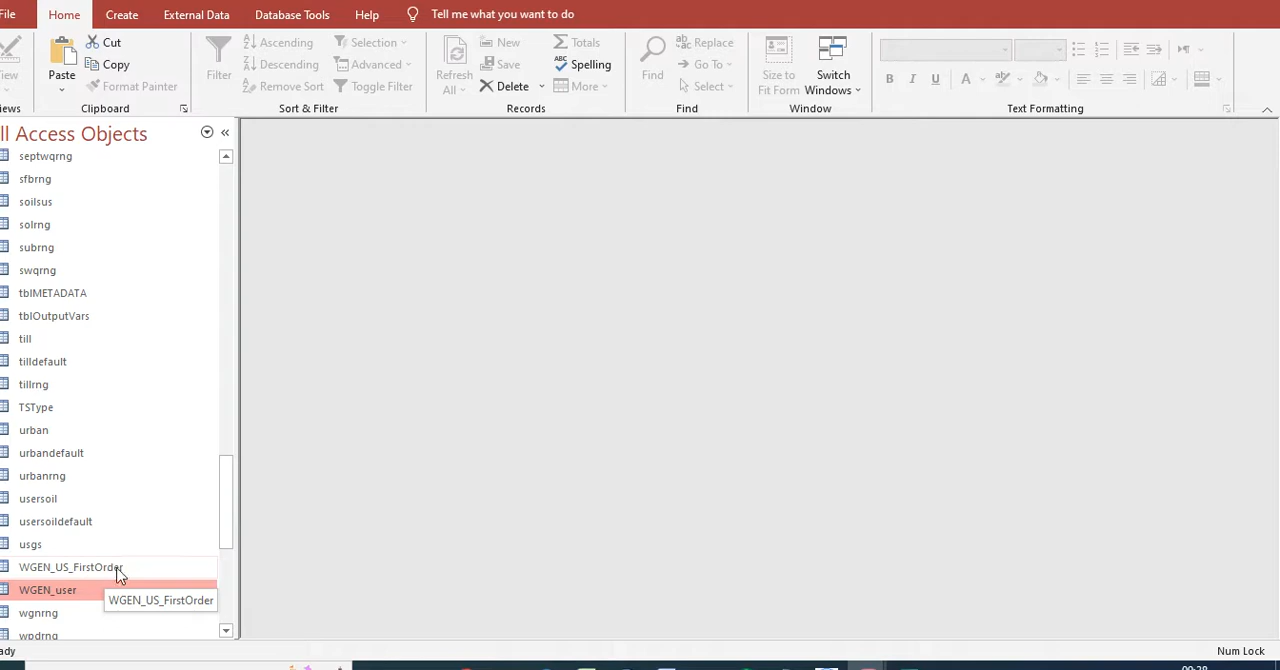 File Home Create External Data Database Tools Help Tell me what you want to do
View Paste Cut Copy Format Painter Clipboard
Filter Ascending Descending Remove Sort Selection Advanced Toggle Filter Sort & Filter
Refresh All New Save Delete Totals Spelling More Records
Find Replace Go To Select Find
Size to Fit Form Switch Windows Window
B I U A Text Formatting
ll Access Objects
septwqrng
sfbrng
soilsus
solrng
subrng
swqrng
tblMETADATA
tblOutputVars
till
tilldefault
tillrng
TSType
urban
urbandefault
urbanrng
usersoil
usersoildefault
usgs
WGEN_US_FirstOrder
WGEN_user
WGEN_US_FirstOrder
wgnrng
wpdrng
ady Num Lock
00:28